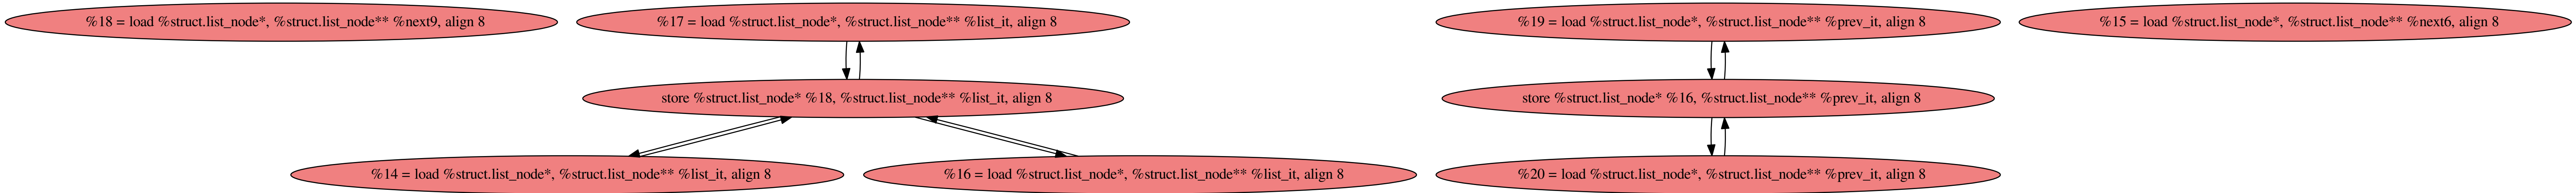 %18 = load %struct.list_node*, %struct.list_node** %next9, align 8
%17 = load %struct.list_node*, %struct.list_node** %list_it, align 8
%19 = load %struct.list_node*, %struct.list_node** %prev_it, align 8
%15 = load %struct.list_node*, %struct.list_node** %next6, align 8
store %struct.list_node* %18, %struct.list_node** %list_it, align 8
store %struct.list_node* %16, %struct.list_node** %prev_it, align 8
%14 = load %struct.list_node*, %struct.list_node** %list_it, align 8
%16 = load %struct.list_node*, %struct.list_node** %list_it, align 8
%20 = load %struct.list_node*, %struct.list_node** %prev_it, align 8